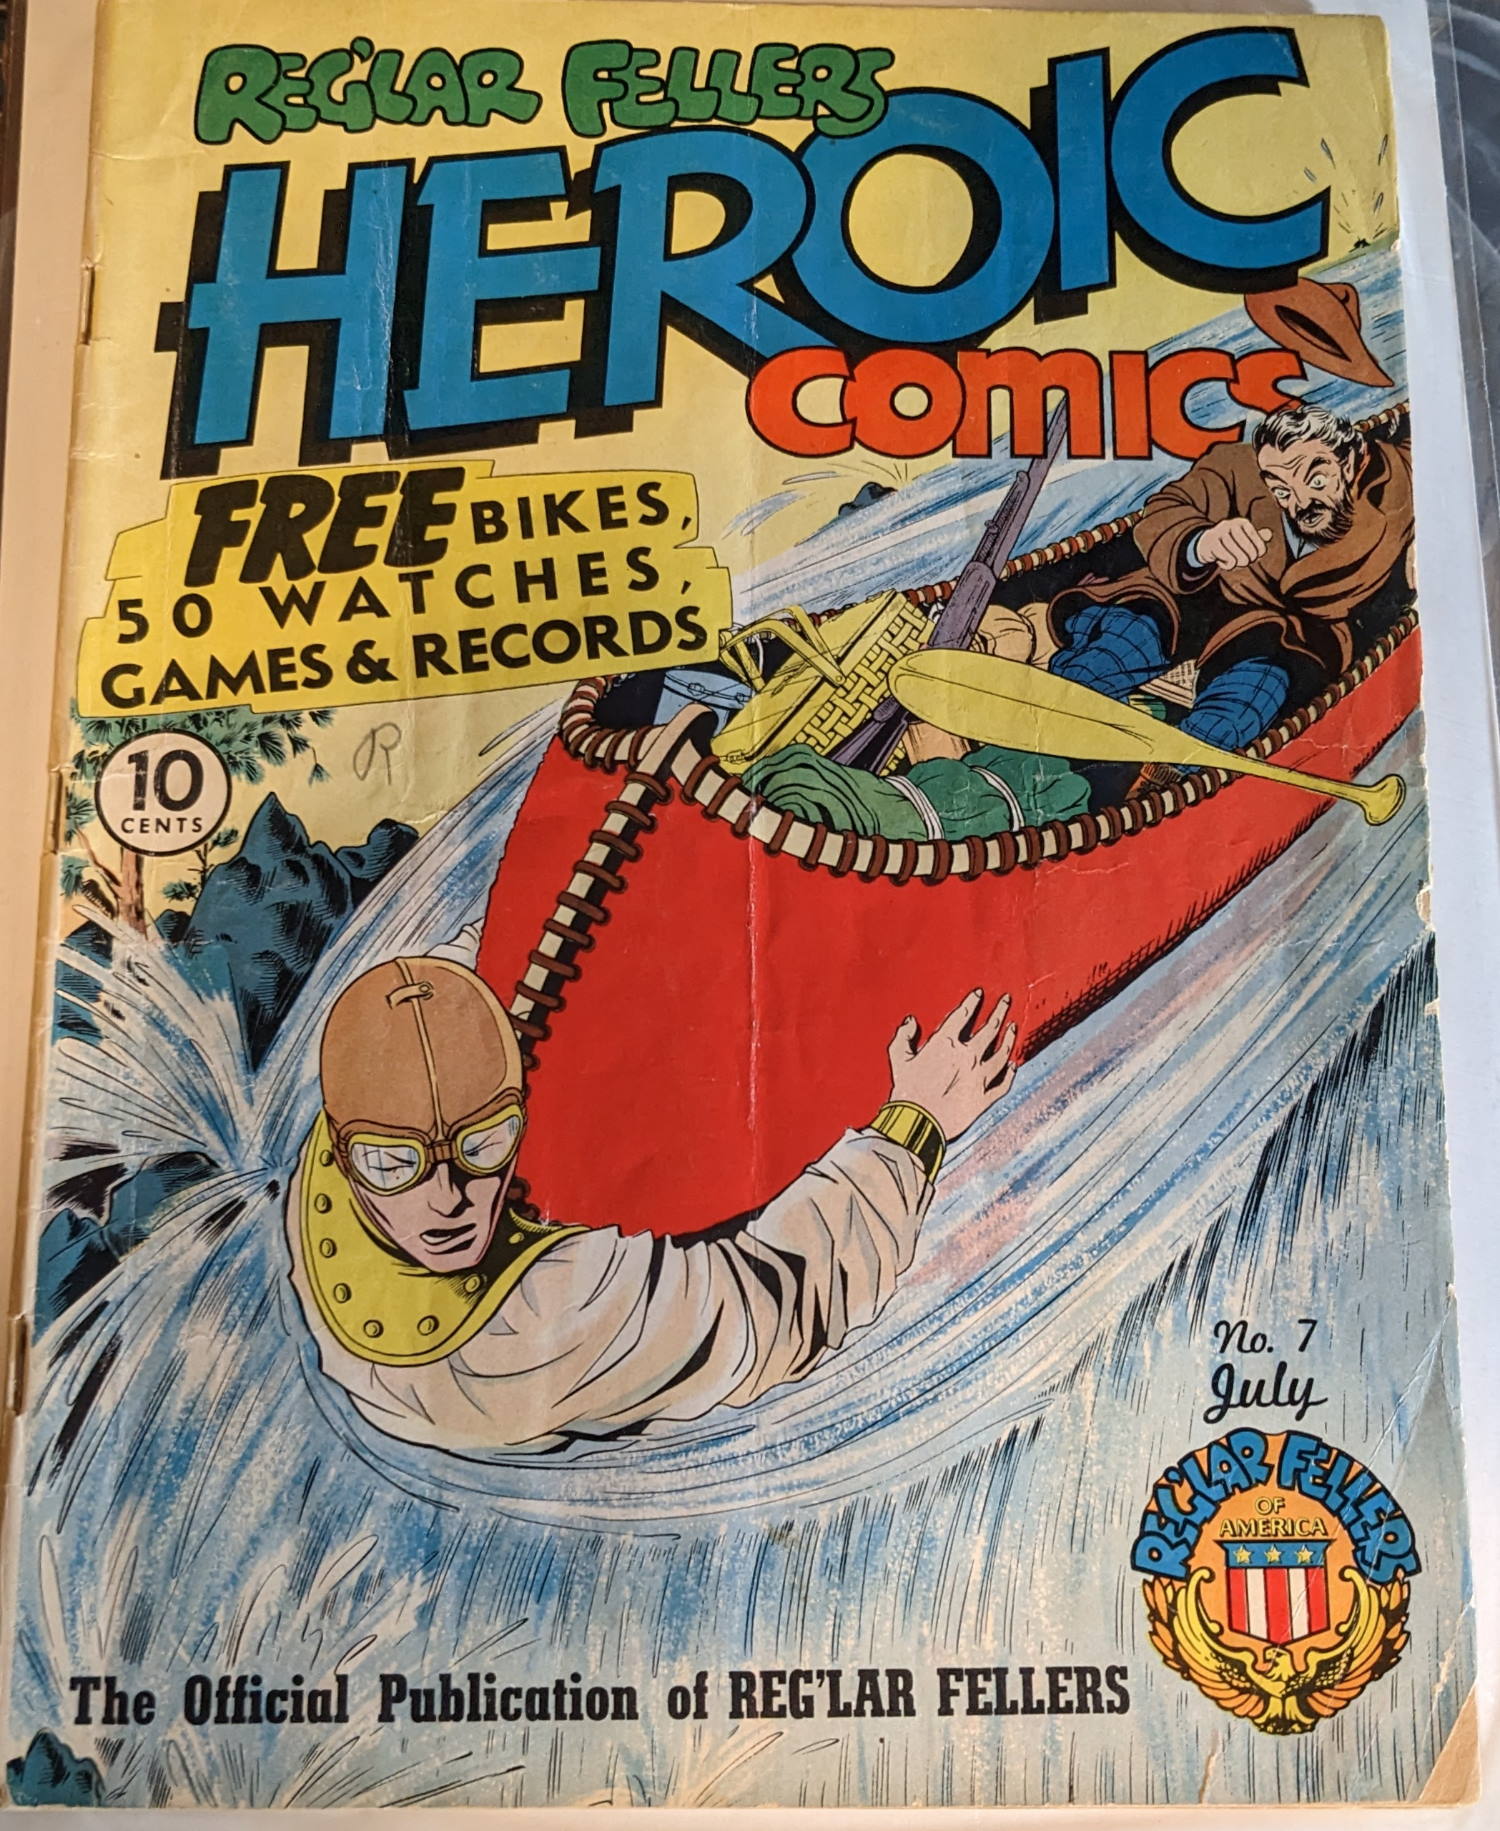 REG'LAR FELLERS
HEROIC
COMICS
FREE BIKES,
50 WATCHES,
GAMES & RECORDS
10
CENTS
R
No. 7
July
REG'LAR FELLERS
OF
AMERICA
The Official Publication of REG'LAR FELLERS